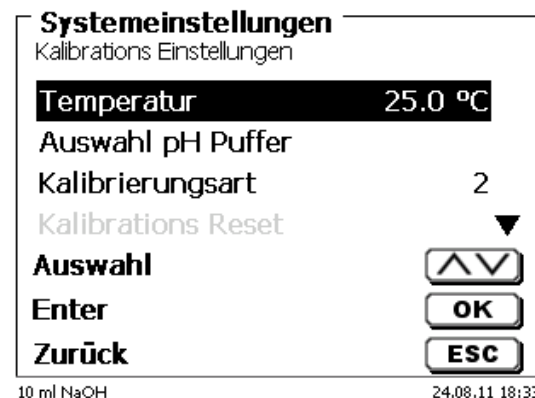 Systemeinstellungen
Kalibrations Einstellungen
Temperatur 25.0 ºC
Auswahl pH Puffer
Kalibrierungsart 2
Kalibrations Reset
Auswahl
Enter OK
Zurück ESC
10 ml NaOH 24.08.11 18:33